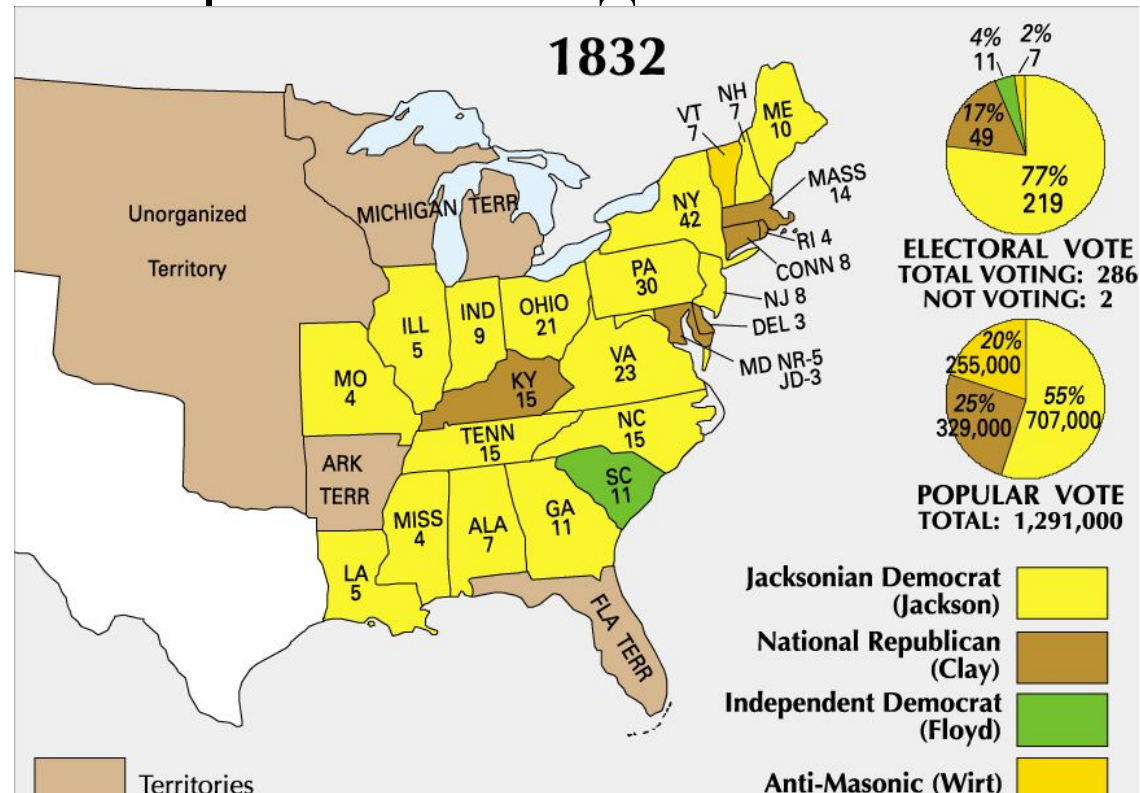 1832
4%
11
2%
7
17%
49
77%
219
ELECTORAL VOTE
TOTAL VOTING: 286
NOT VOTING: 2
20%
255,000
25%
329,000
55%
707,000
POPULAR VOTE
TOTAL: 1,291,000
VT
7
NH
7
ME
10
MASS
14
NY
42
RI 4
CONN 8
PA
30
NJ 8
DEL 3
MD NR-5
JD-3
Unorganized
Territory
MICHIGAN TERR
ILL
5
IND
9
OHIO
21
VA
23
MO
4
KY
15
NC
15
TENN
15
ARK
TERR
SC
11
MISS
4
ALA
7
GA
11
LA
5
FLA TERR
Jacksonian Democrat
(Jackson)
National Republican
(Clay)
Independent Democrat
(Floyd)
Anti-Masonic (Wirt)
Territories